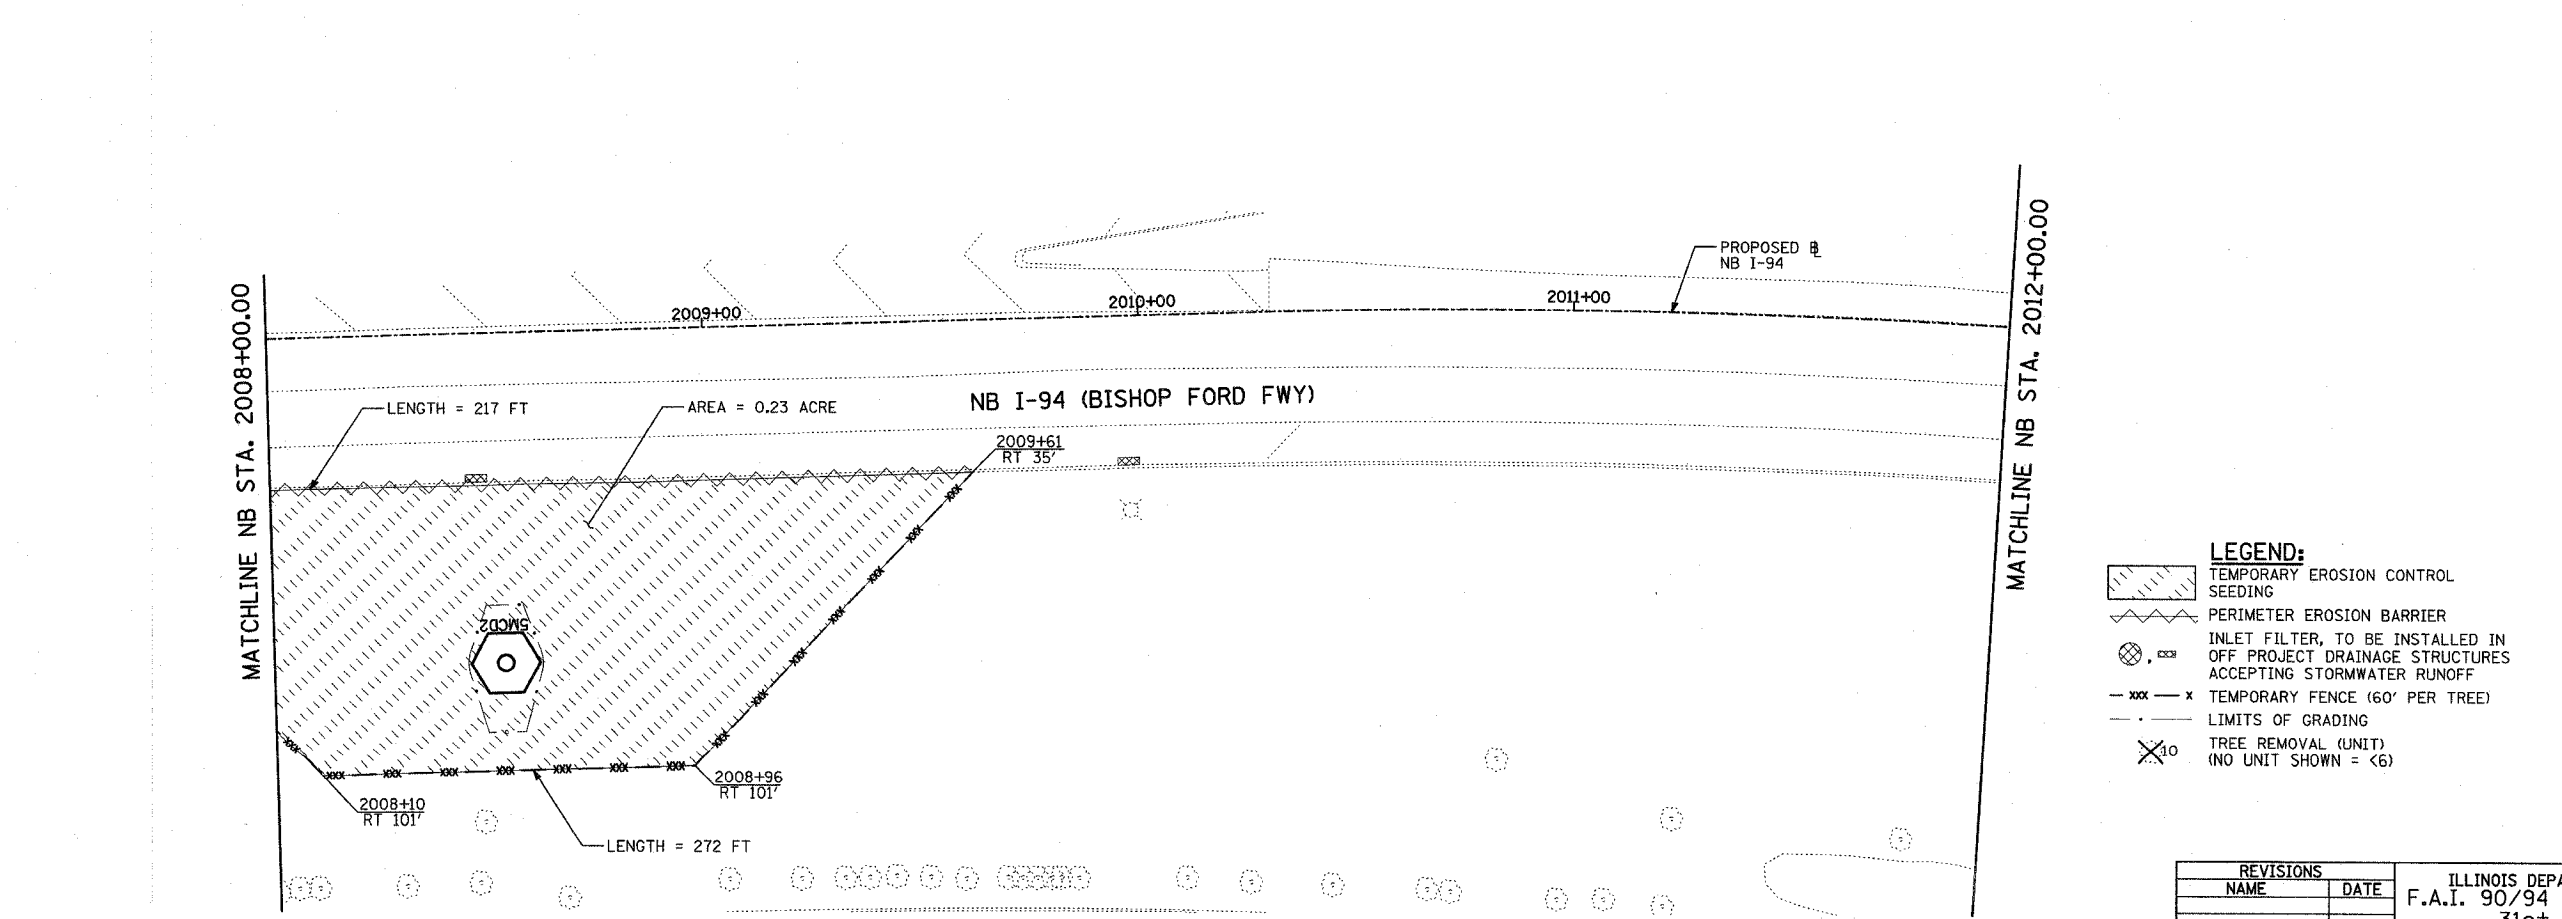 MATCHLINE NB STA. 2008+00.00
2009+00
2010+00
2011+00
PROPOSED ℄
NB I-94
MATCHLINE NB STA. 2012+00.00
LENGTH = 217 FT
AREA = 0.23 ACRE
NB I-94 (BISHOP FORD FWY)
2009+61
RT 35'
5MCD2
2008+10
RT 101'
2008+96
RT 101'
LENGTH = 272 FT
LEGEND:
TEMPORARY EROSION CONTROL
SEEDING
PERIMETER EROSION BARRIER
INLET FILTER, TO BE INSTALLED IN
OFF PROJECT DRAINAGE STRUCTURES
ACCEPTING STORMWATER RUNOFF
XXX X TEMPORARY FENCE (60' PER TREE)
LIMITS OF GRADING
10 TREE REMOVAL (UNIT)
(NO UNIT SHOWN = <6)
REVISIONS
NAME DATE
ILLINOIS DEPA
F.A.I. 90/94